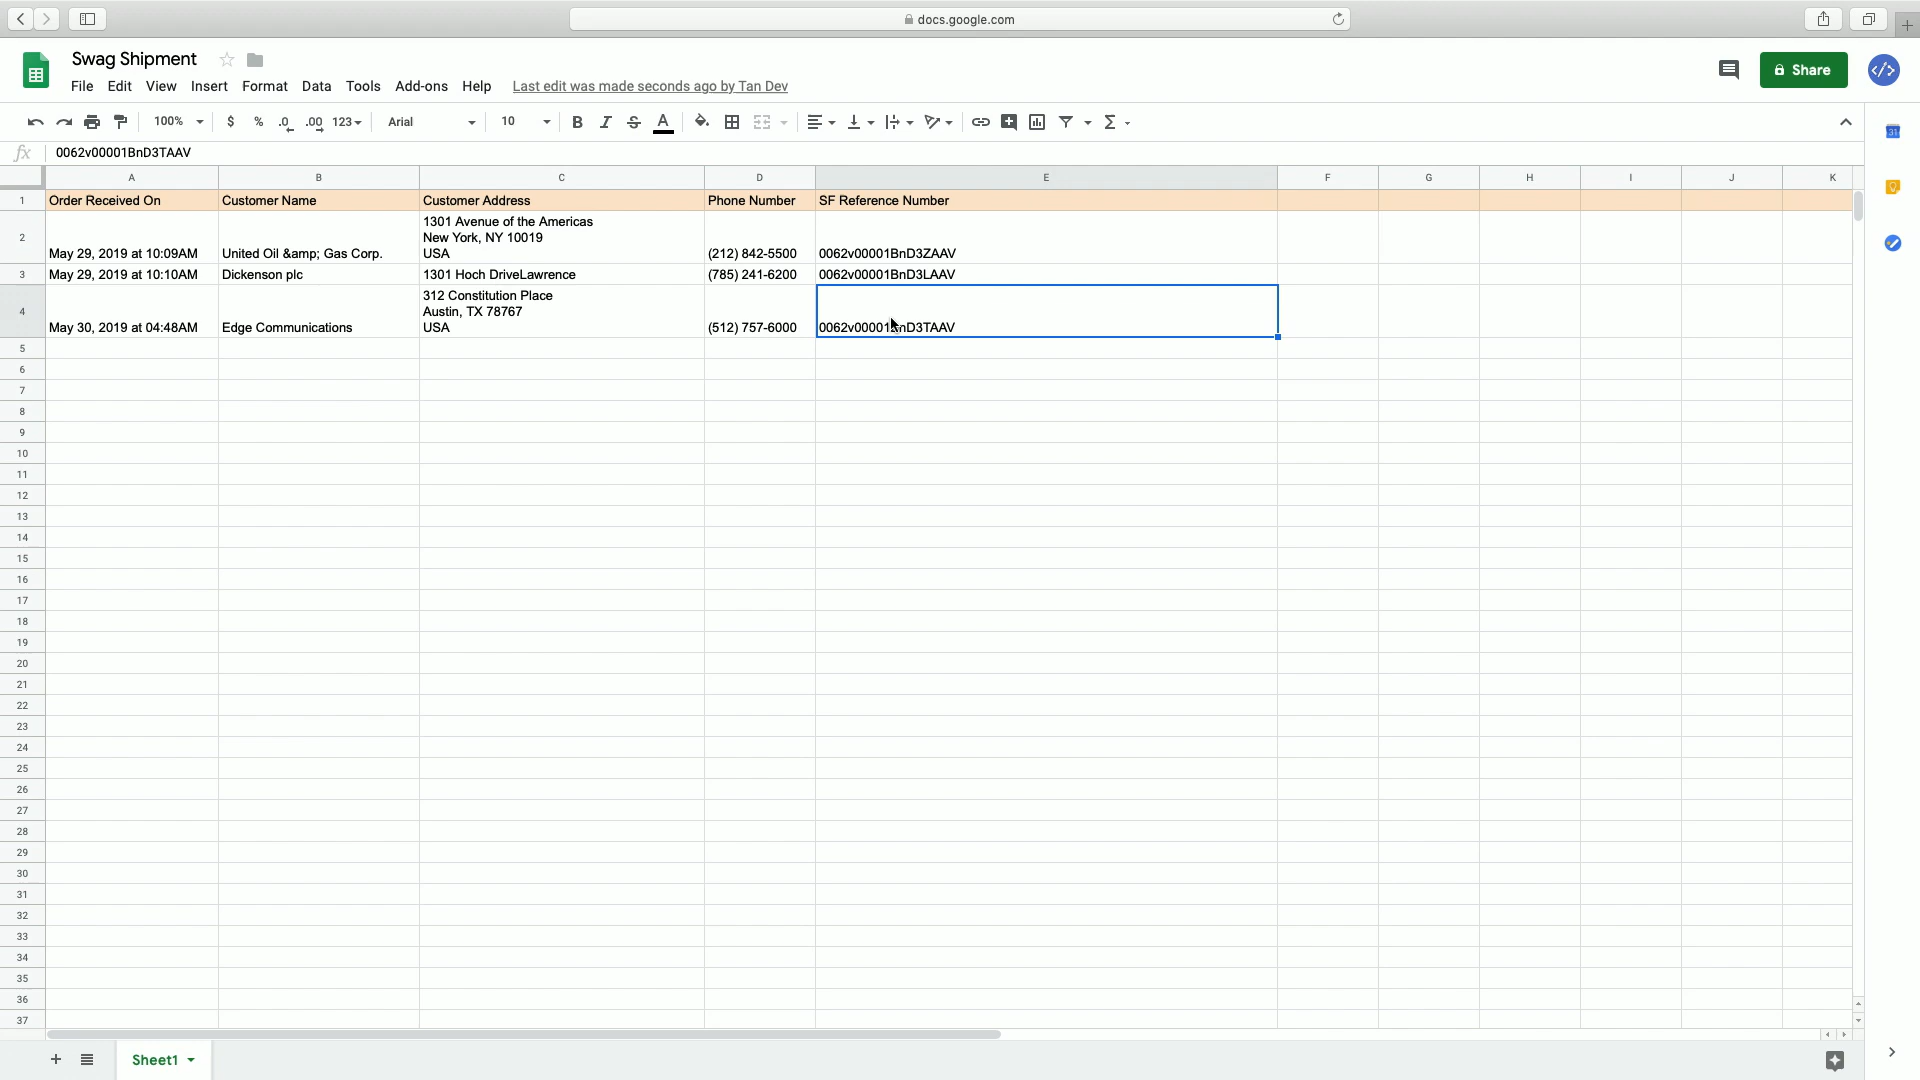 docs.google.com
Swag Shipment
File Edit View Insert Format Data Tools Add-ons Help Last edit was made seconds ago by Tan Dev
Share
100% $ % .0 .00 123 Arial 10 B I S A
fx 0062v00001BnD3TAAV
A B C D E F G H I J K
1 Order Received On Customer Name Customer Address Phone Number SF Reference Number
1301 Avenue of the Americas
2 New York, NY 10019
May 29, 2019 at 10:09AM United Oil &amp; Gas Corp. USA (212) 842-5500 0062v00001BnD3ZAAV
3 May 29, 2019 at 10:10AM Dickenson plc 1301 Hoch DriveLawrence (785) 241-6200 0062v00001BnD3LAAV
312 Constitution Place
4 Austin, TX 78767
May 30, 2019 at 04:48AM Edge Communications USA (512) 757-6000 0062v00001BnD3TAAV
5
6
7
8
9
10
11
12
13
14
15
16
17
18
19
20
21
22
23
24
25
26
27
28
29
30
31
32
33
34
35
36
37
Sheet1